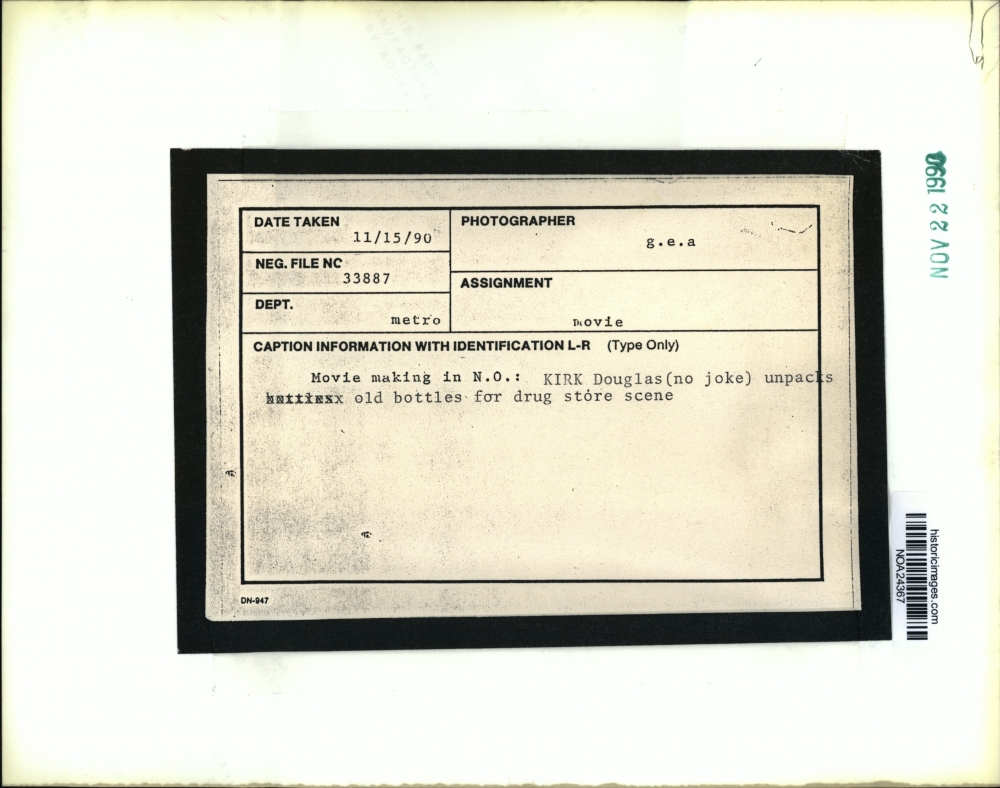 DATE TAKEN
11/15/90
PHOTOGRAPHER
g.e.a
NEG. FILE NO
33887
ASSIGNMENT
movie
DEPT.
metro
CAPTION INFORMATION WITH IDENTIFICATION L-R (Type Only)
Movie making in N.O.: KIRK Douglas(no joke) unpacks
old bottles for drug store scene
DN-947
NOV 22 1990
historicimages.com
NOA24367